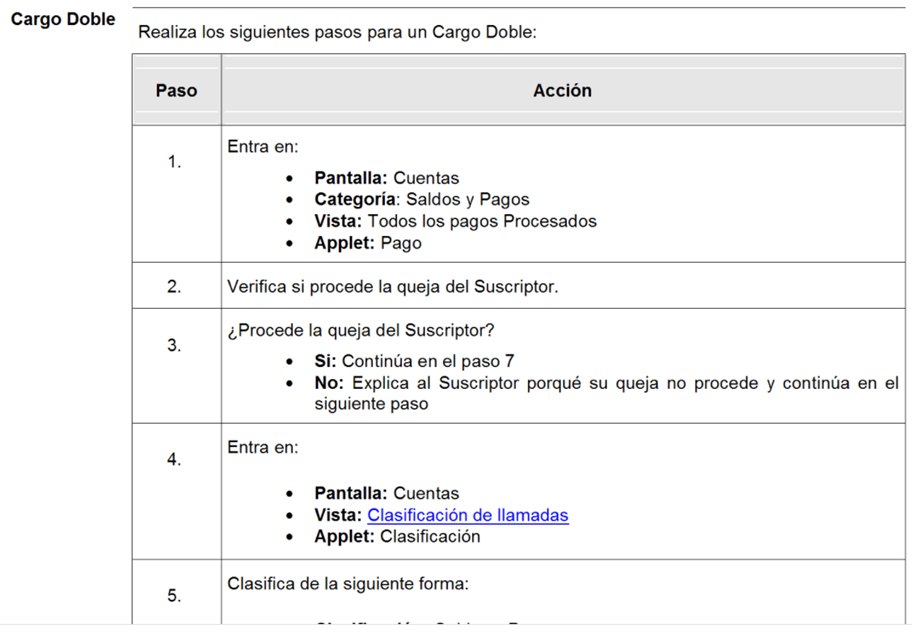 Cargo Doble
Realiza los siguientes pasos para un Cargo Doble:
Paso
Acción
1.
Entra en:
• Pantalla: Cuentas
• Categoría: Saldos y Pagos
• Vista: Todos los pagos Procesados
• Applet: Pago
2.
Verifica si procede la queja del Suscriptor.
3.
¿Procede la queja del Suscriptor?
• Si: Continúa en el paso 7
• No: Explica al Suscriptor porqué su queja no procede y continúa en el
siguiente paso
4.
Entra en:
• Pantalla: Cuentas
• Vista: Clasificación de llamadas
• Applet: Clasificación
5.
Clasifica de la siguiente forma: